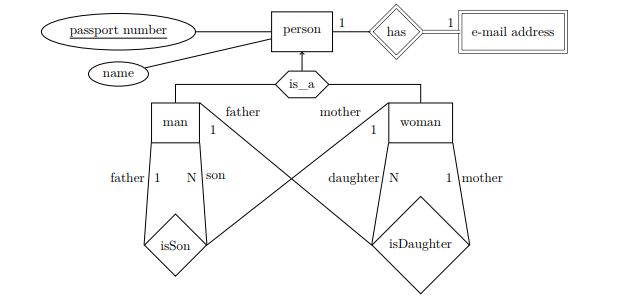 passport number
person
1
has
1
e-mail address
name
is_a
father
mother
man
1
1
woman
father
1
N
son
daughter
N
1
mother
isSon
isDaughter